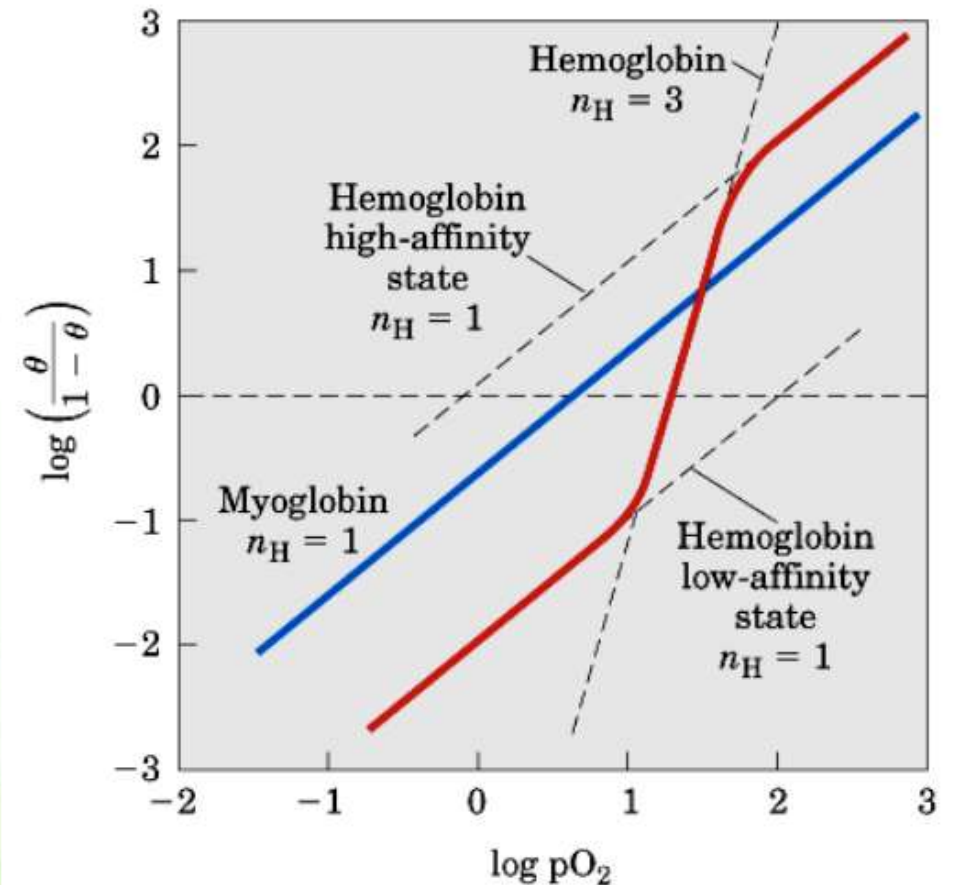 3
2
1
0
−1
−2
−3
log (θ / 1 − θ)
Hemoglobin
nH = 3
Hemoglobin
high-affinity
state
nH = 1
Myoglobin
nH = 1
Hemoglobin
low-affinity
state
nH = 1
−2 −1 0 1 2 3
log pO₂